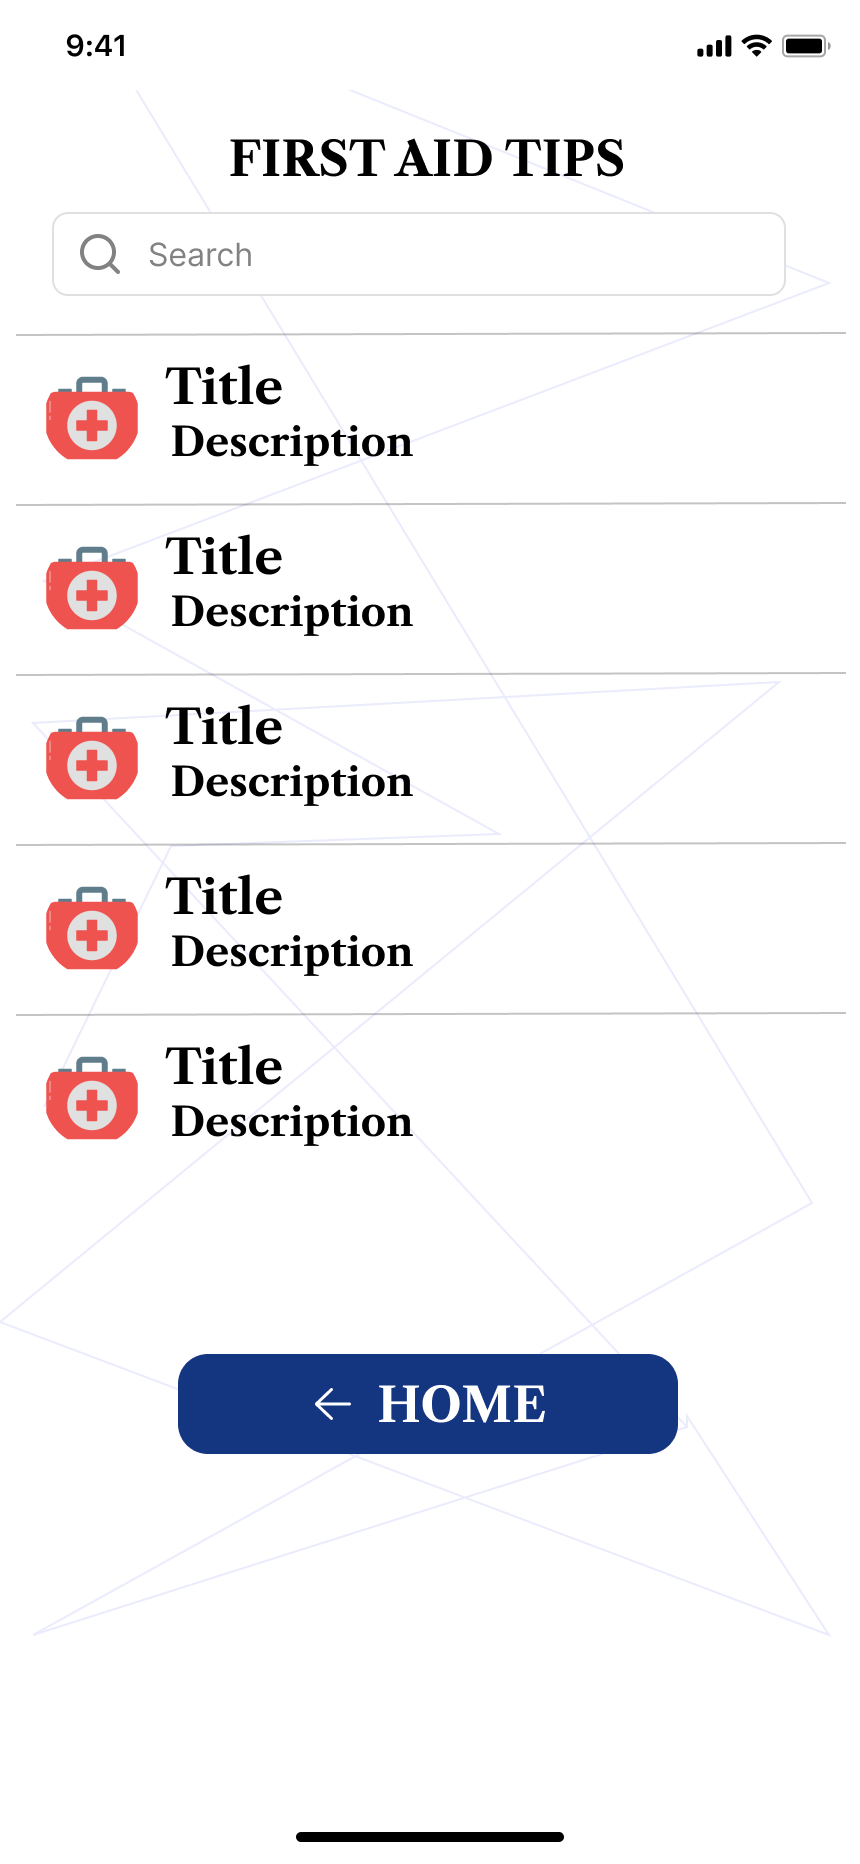 9:41
FIRST AID TIPS
Search
Title
Description
Title
Description
Title
Description
Title
Description
Title
Description
HOME